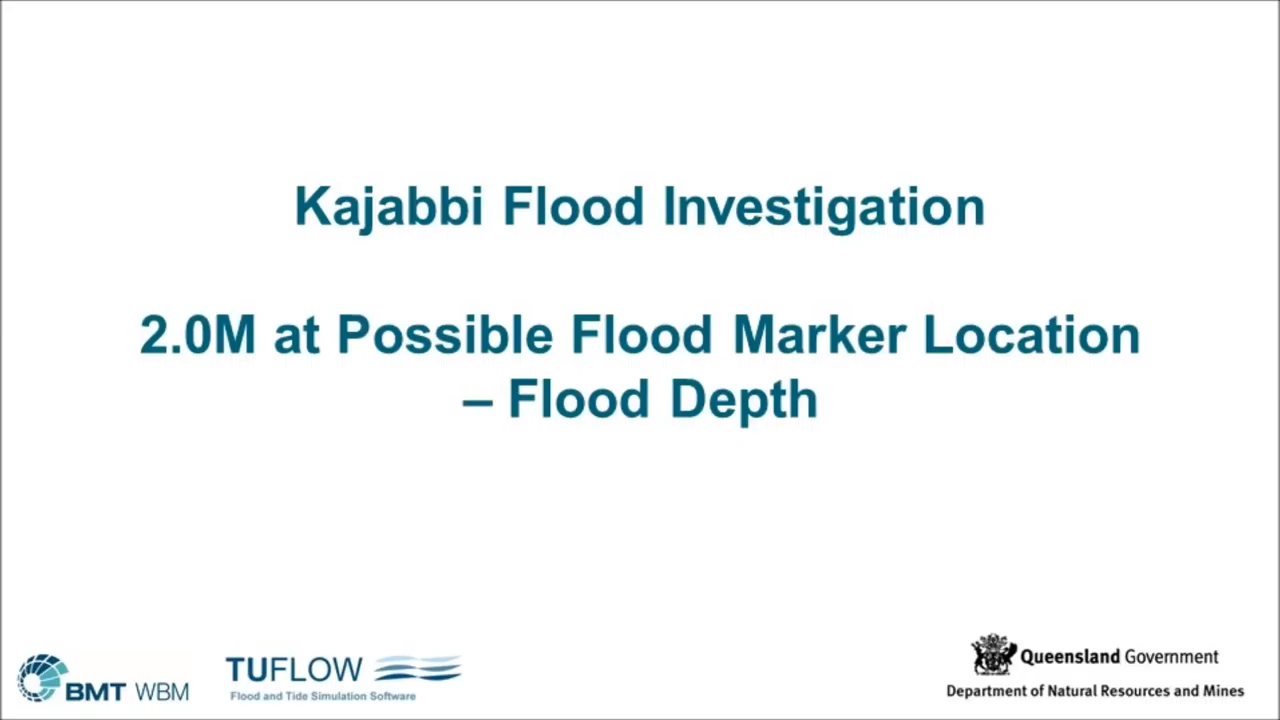 Kajabbi Flood Investigation
2.0M at Possible Flood Marker Location
– Flood Depth
BMT WBM
TUFLOW
Flood and Tide Simulation Software
Queensland Government
Department of Natural Resources and Mines